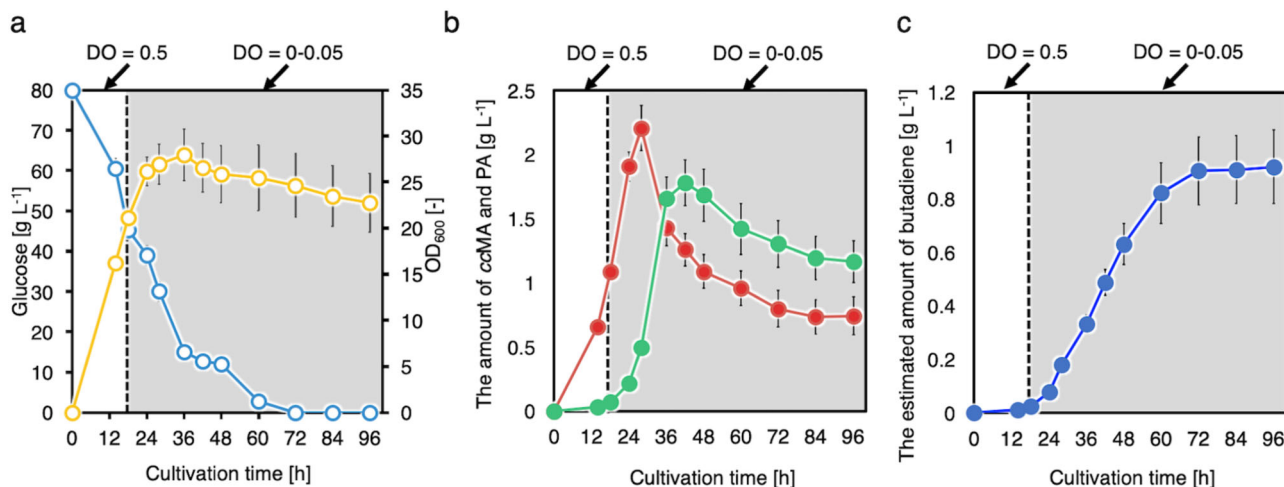 a
DO = 0.5
DO = 0-0.05
Glucose [g L-1]
80
70
60
50
40
30
20
10
0
35
30
25
20
15
10
5
0
OD600 [-]
0 12 24 36 48 60 72 84 96
Cultivation time [h]
b
DO = 0.5
DO = 0-0.05
The amount of ccMA and PA [g L-1]
2.5
2
1.5
1
0.5
0
0 12 24 36 48 60 72 84 96
Cultivation time [h]
c
DO = 0.5
DO = 0-0.05
The estimated amount of butadiene [g L-1]
1.2
1
0.8
0.6
0.4
0.2
0
0 12 24 36 48 60 72 84 96
Cultivation time [h]